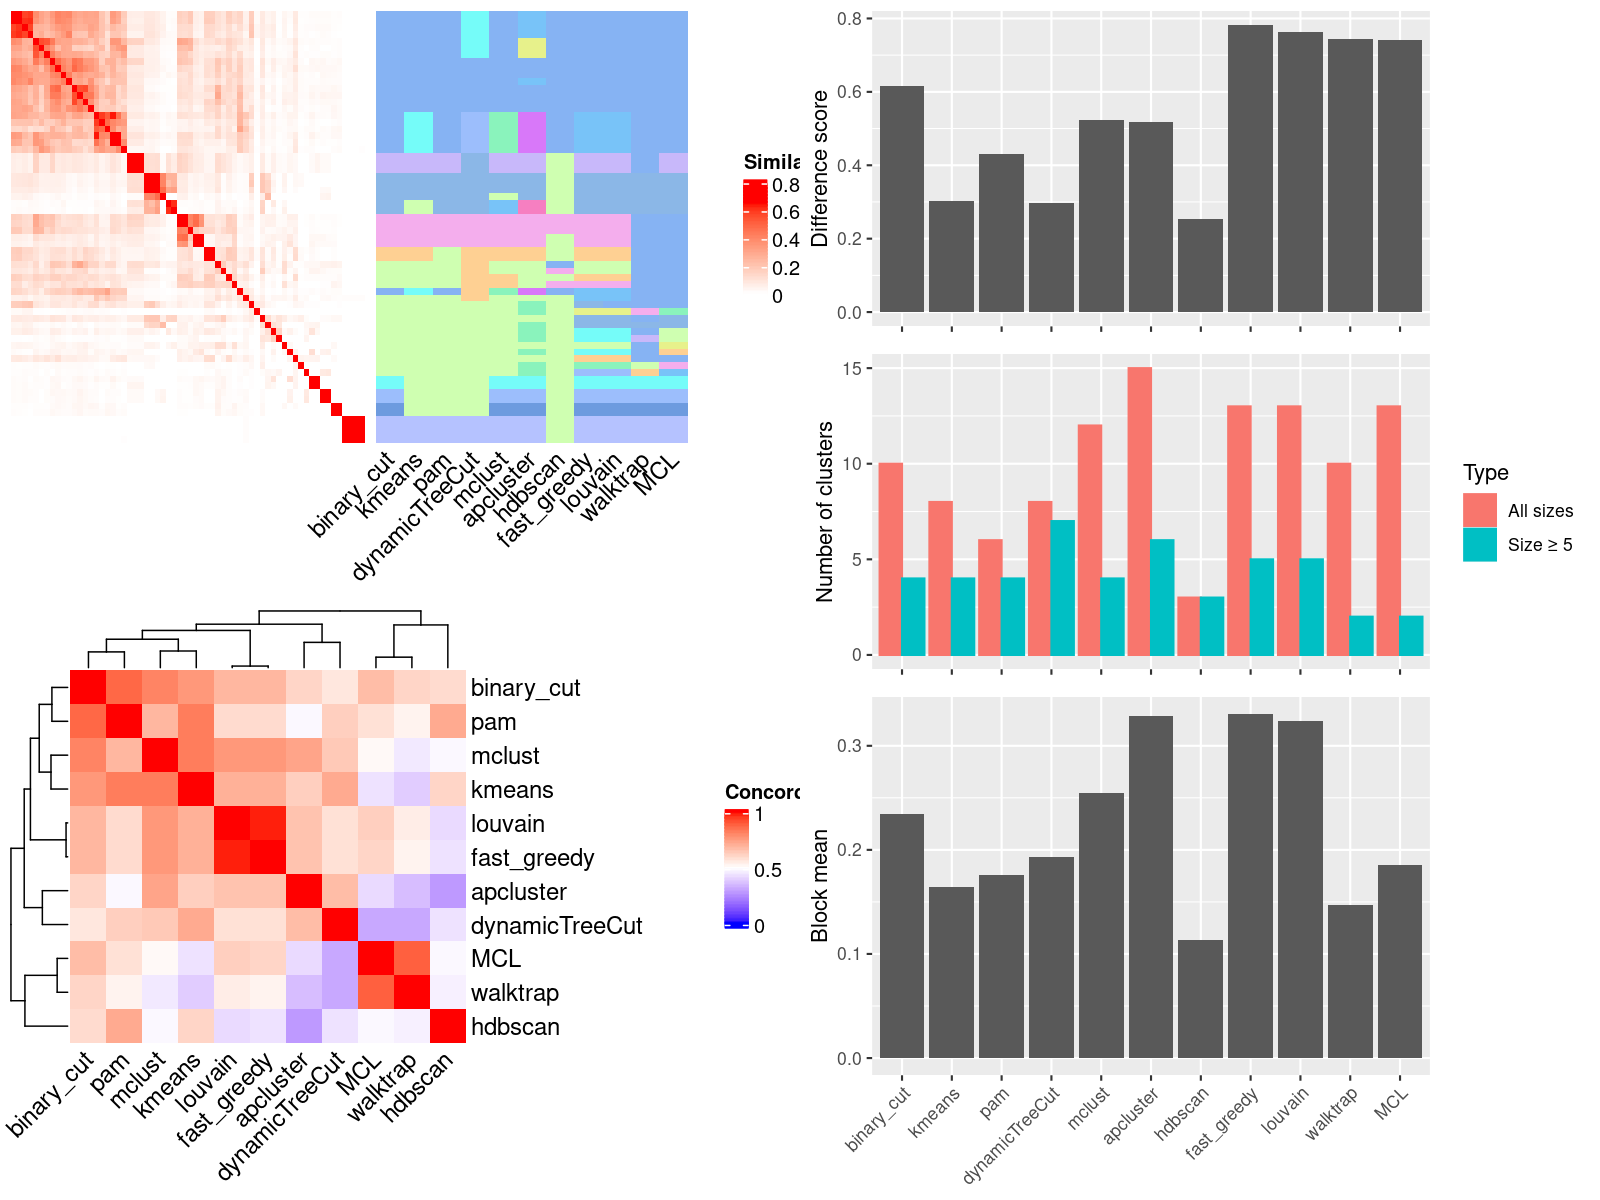 Simila
0.8
0.6
0.4
0.2
0
binary_cut
kmeans
pam
dynamicTreeCut
mclust
apcluster
hdbscan
fast_greedy
louvain
walktrap
MCL
binary_cut
pam
mclust
kmeans
louvain
fast_greedy
apcluster
dynamicTreeCut
MCL
walktrap
hdbscan
Concord
1
0.5
0
binary_cut
pam
mclust
kmeans
louvain
fast_greedy
apcluster
dynamicTreeCut
MCL
walktrap
hdbscan
Difference score
0.8
0.6
0.4
0.2
0.0
Number of clusters
15
10
5
0
Type
All sizes
Size ≥ 5
Block mean
0.3
0.2
0.1
0.0
binary_cut
kmeans
pam
dynamicTreeCut
mclust
apcluster
hdbscan
fast_greedy
louvain
walktrap
MCL